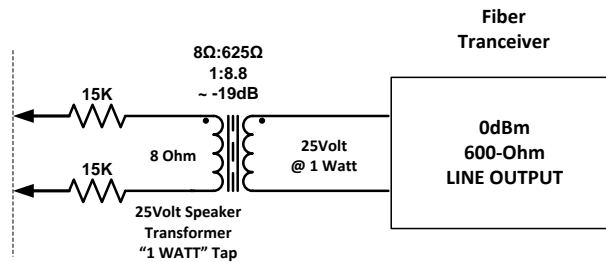 Fiber
Tranceiver
8Ω:625Ω
1:8.8
~ -19dB
15K
8 Ohm
25Volt
@ 1 Watt
0dBm
600-Ohm
LINE OUTPUT
15K
25Volt Speaker
Transformer
“1 WATT” Tap